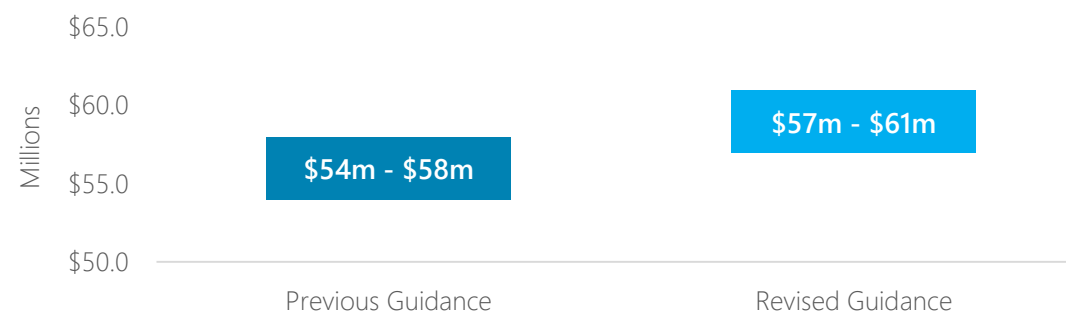 $65.0
$60.0
$55.0
$50.0
Millions
$54m - $58m
$57m - $61m
Previous Guidance
Revised Guidance